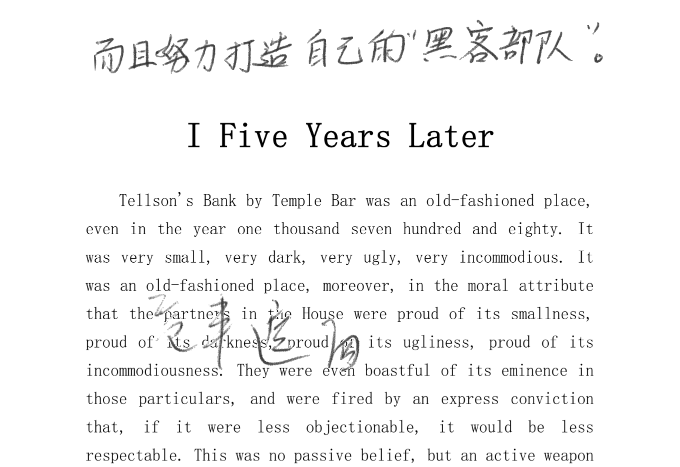 而且努力打造自己的“黑客部队”。
I Five Years Later
Tellson's Bank by Temple Bar was an old-fashioned place,
even in the year one thousand seven hundred and eighty. It
was very small, very dark, very ugly, very incommodious. It
was an old-fashioned place, moreover, in the moral attribute
that the partners in the House were proud of its smallness,
proud of its darkness, proud of its ugliness, proud of its
incommodiousness. They were even boastful of its eminence in
those particulars, and were fired by an express conviction
that, if it were less objectionable, it would be less
respectable. This was no passive belief, but an active weapon